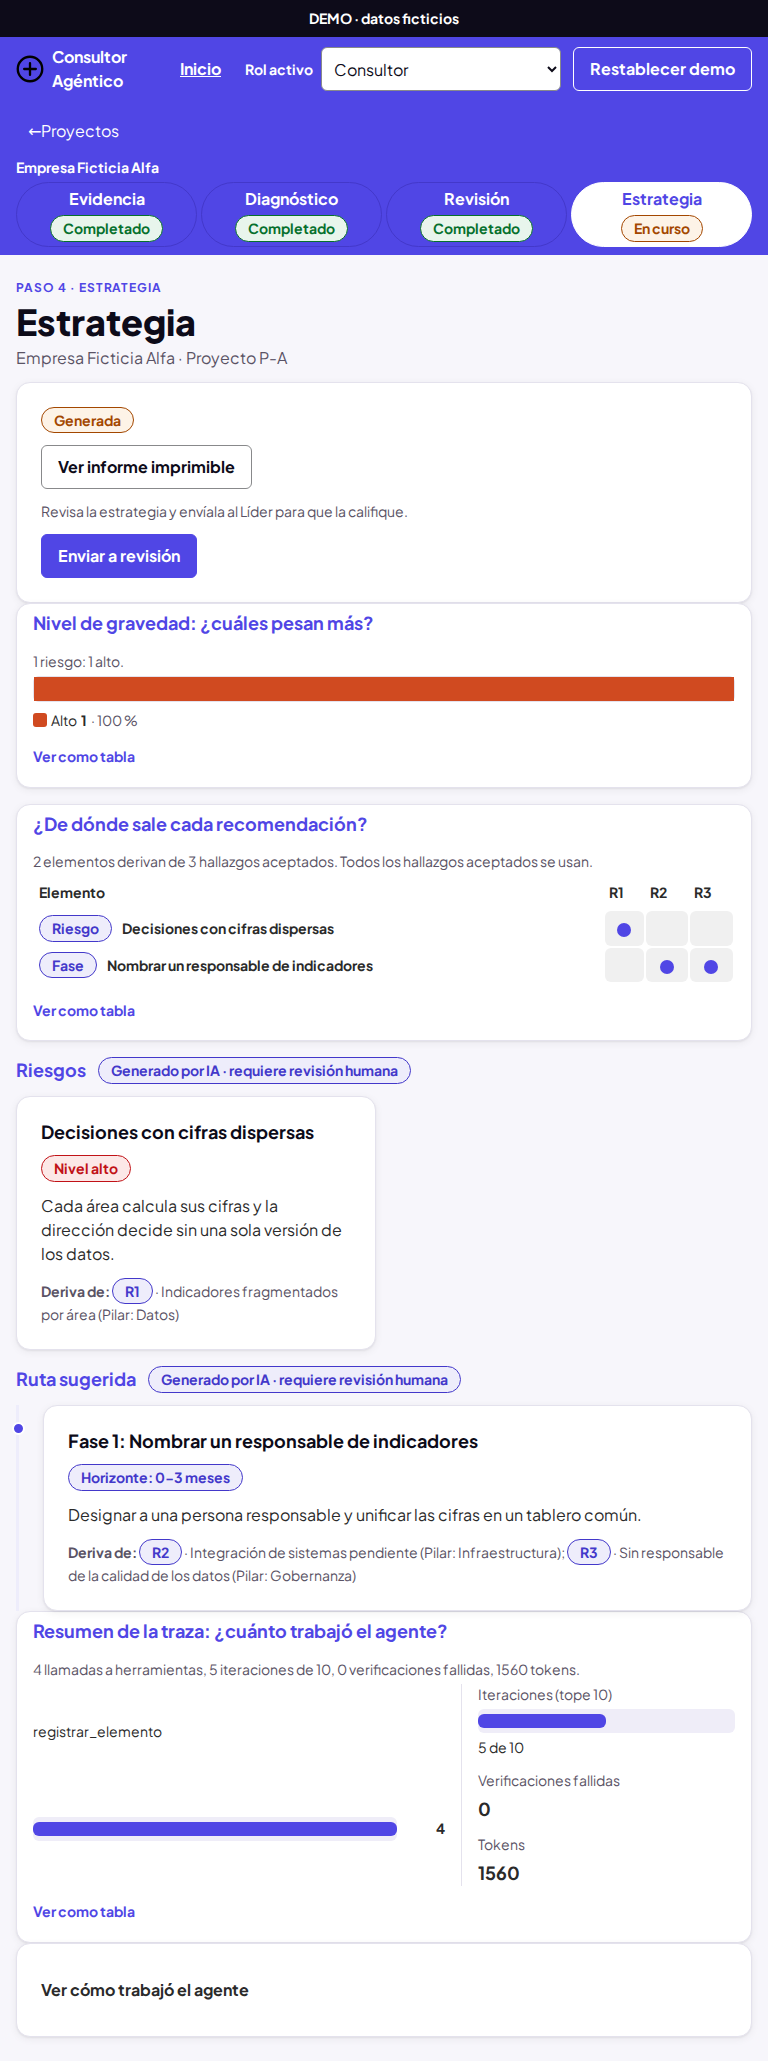 DEMO · datos ficticios
Consultor
Agéntico
Inicio
Rol activo
Consultor
Restablecer demo
←Proyectos
Empresa Ficticia Alfa
Evidencia
Completado
Diagnóstico
Completado
Revisión
Completado
Estrategia
En curso
PASO 4 · ESTRATEGIA
Estrategia
Empresa Ficticia Alfa · Proyecto P-A
Generada
Ver informe imprimible
Revisa la estrategia y envíala al Líder para que la califique.
Enviar a revisión
Nivel de gravedad: ¿cuáles pesan más?
1 riesgo: 1 alto.
Alto 1 · 100 %
Ver como tabla
¿De dónde sale cada recomendación?
2 elementos derivan de 3 hallazgos aceptados. Todos los hallazgos aceptados se usan.
Elemento R1 R2 R3
Riesgo Decisiones con cifras dispersas
Fase Nombrar un responsable de indicadores
Ver como tabla
Riesgos Generado por IA · requiere revisión humana
Decisiones con cifras dispersas
Nivel alto
Cada área calcula sus cifras y la
dirección decide sin una sola versión de
los datos.
Deriva de: R1 · Indicadores fragmentados
por área (Pilar: Datos)
Ruta sugerida Generado por IA · requiere revisión humana
Fase 1: Nombrar un responsable de indicadores
Horizonte: 0–3 meses
Designar a una persona responsable y unificar las cifras en un tablero común.
Deriva de: R2 · Integración de sistemas pendiente (Pilar: Infraestructura); R3 · Sin responsable
de la calidad de los datos (Pilar: Gobernanza)
Resumen de la traza: ¿cuánto trabajó el agente?
4 llamadas a herramientas, 5 iteraciones de 10, 0 verificaciones fallidas, 1560 tokens.
registrar_elemento
4
Iteraciones (tope 10)
5 de 10
Verificaciones fallidas
0
Tokens
1560
Ver como tabla
Ver cómo trabajó el agente